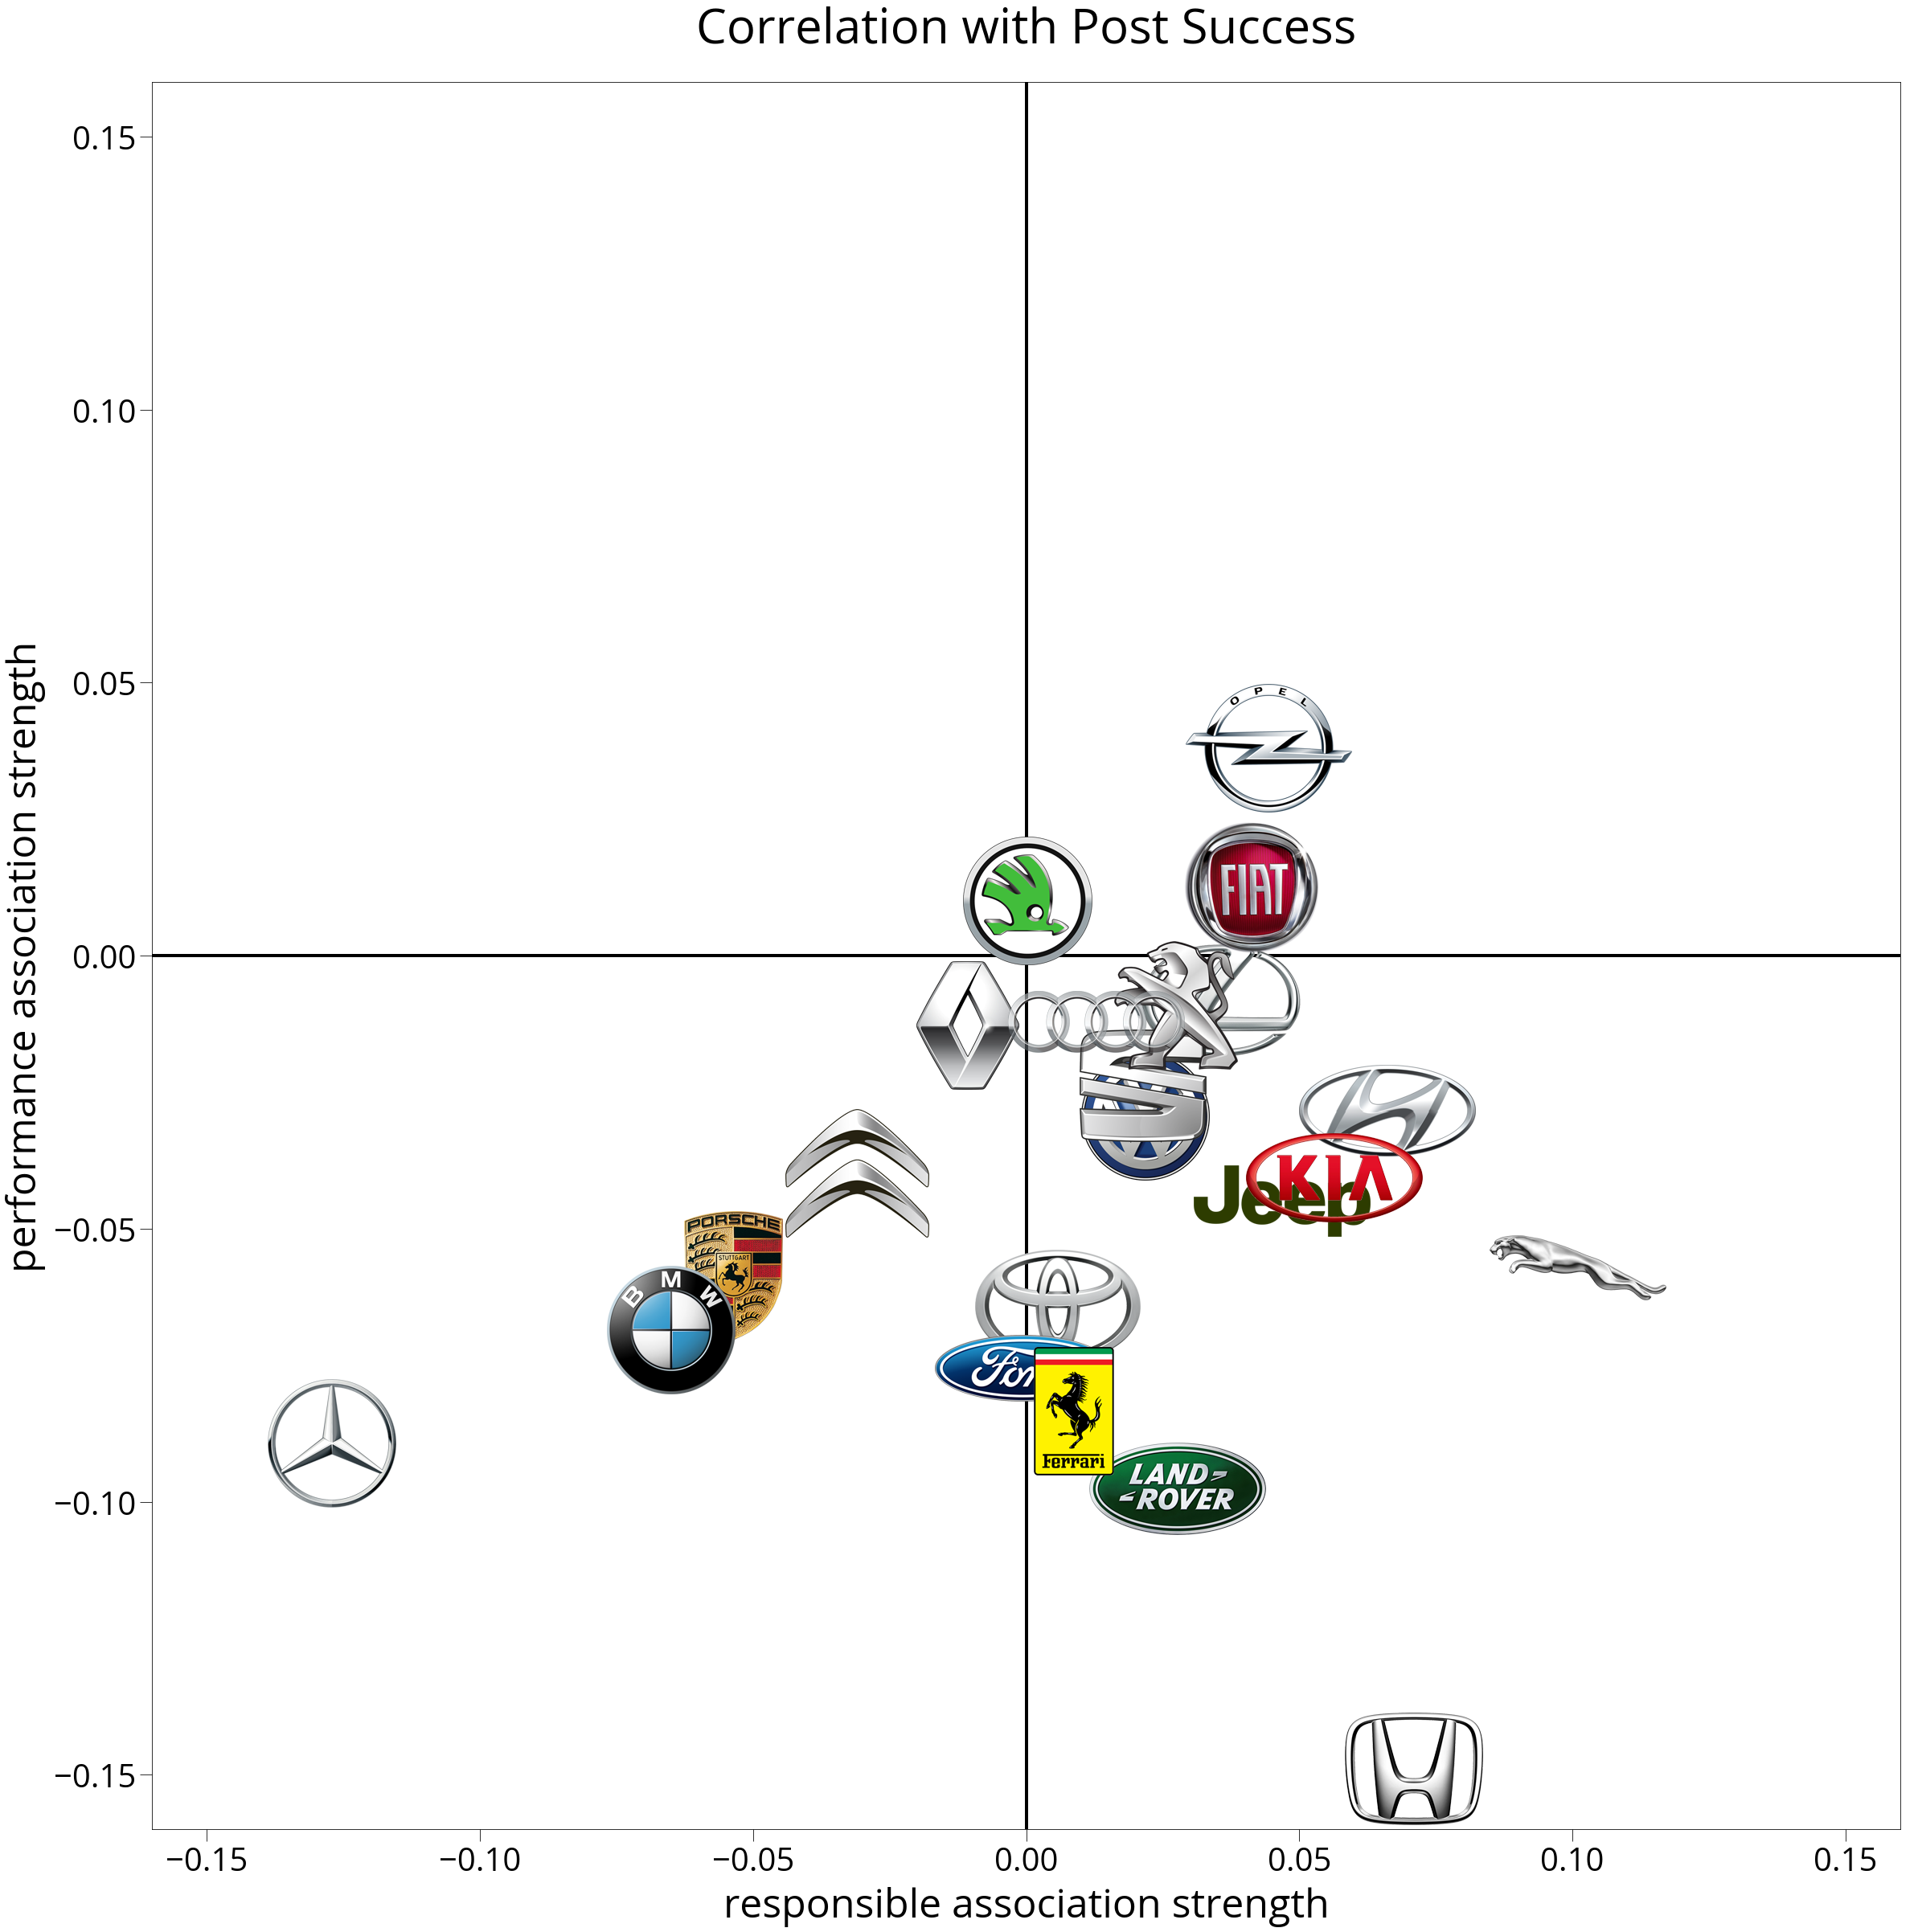 Correlation with Post Success
0.15
0.10
0.05
0.00
−0.05
−0.10
−0.15
performance association strength
OPEL
FIAT
KIA
Jeep
PORSCHE
STUTTGART
BMW
Ferrari
LAND
ROVER
−0.15
−0.10
−0.05
0.00
0.05
0.10
0.15
responsible association strength